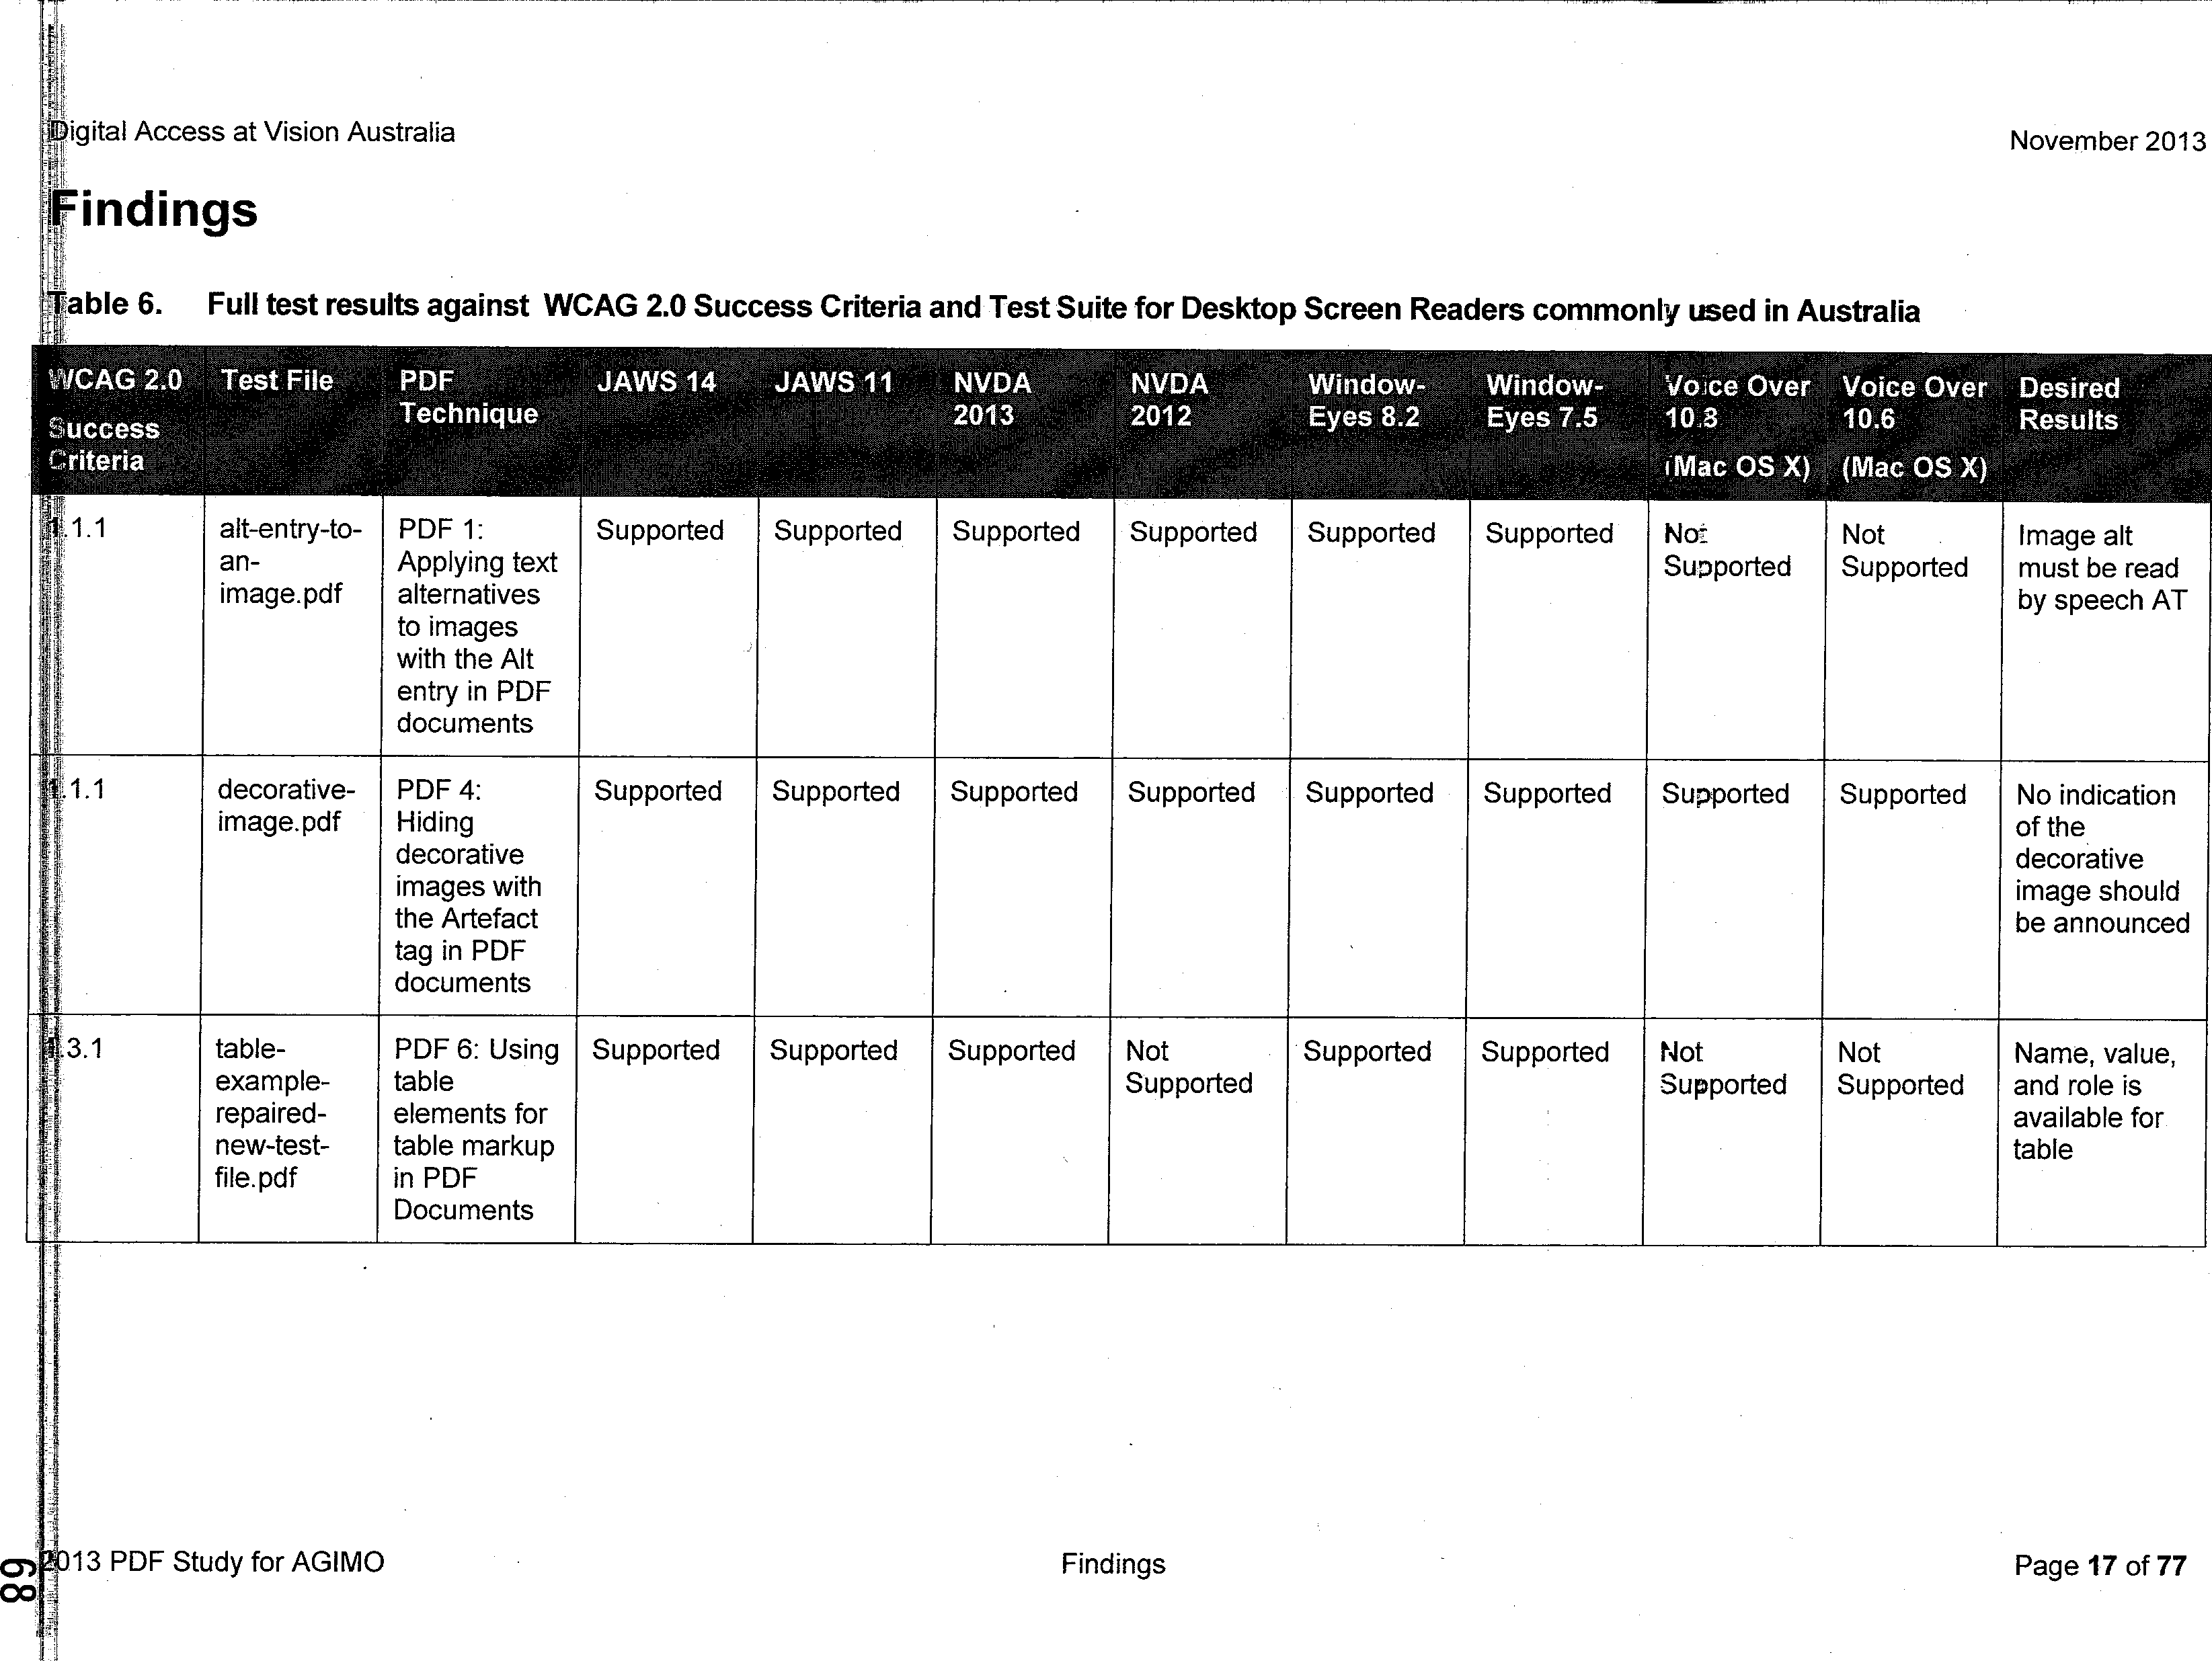 Digital Access at Vision Australia
November 2013
Findings
Table 6. Full test results against WCAG 2.0 Success Criteria and Test Suite for Desktop Screen Readers commonly used in Australia
WCAG 2.0 Success Criteria
Test File
PDF Technique
JAWS 14
JAWS 11
NVDA 2013
NVDA 2012
Window-Eyes 8.2
Window-Eyes 7.5
Voice Over 10.8 (Mac OS X)
Voice Over 10.6 (Mac OS X)
Desired Results
1.1.1
alt-entry-to-
an-
image.pdf
PDF 1:
Applying text
alternatives
to images
with the Alt
entry in PDF
documents
Supported
Supported
Supported
Supported
Supported
Supported
Not
Supported
Not
Supported
Image alt
must be read
by speech AT
1.1.1
decorative-
image.pdf
PDF 4:
Hiding
decorative
images with
the Artefact
tag in PDF
documents
Supported
Supported
Supported
Supported
Supported
Supported
Supported
Supported
No indication
of the
decorative
image should
be announced
1.3.1
table-
example-
repaired-
new-test-
file.pdf
PDF 6: Using
table
elements for
table markup
in PDF
Documents
Supported
Supported
Supported
Not
Supported
Supported
Supported
Not
Supported
Not
Supported
Name, value,
and role is
available for
table
2013 PDF Study for AGIMO
Findings
Page 17 of 77
89